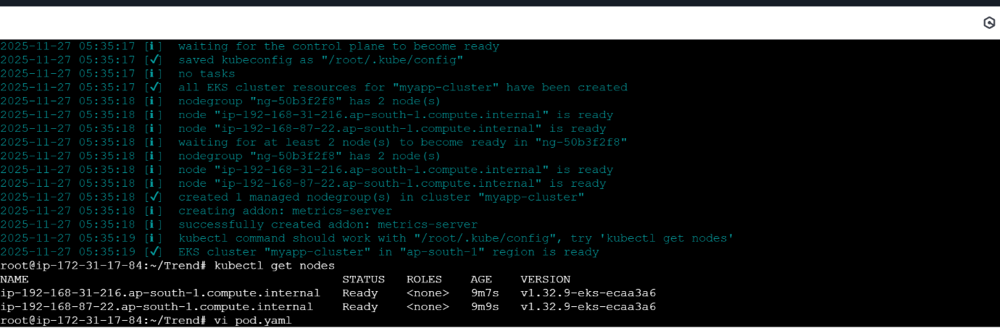 2025-11-27 05:35:17 [ℹ]  waiting for the control plane to become ready
2025-11-27 05:35:17 [✔]  saved kubeconfig as "/root/.kube/config"
2025-11-27 05:35:17 [ℹ]  no tasks
2025-11-27 05:35:17 [✔]  all EKS cluster resources for "myapp-cluster" have been created
2025-11-27 05:35:18 [ℹ]  nodegroup "ng-50b3f2f8" has 2 node(s)
2025-11-27 05:35:18 [ℹ]  node "ip-192-168-31-216.ap-south-1.compute.internal" is ready
2025-11-27 05:35:18 [ℹ]  node "ip-192-168-87-22.ap-south-1.compute.internal" is ready
2025-11-27 05:35:18 [ℹ]  waiting for at least 2 node(s) to become ready in "ng-50b3f2f8"
2025-11-27 05:35:18 [ℹ]  nodegroup "ng-50b3f2f8" has 2 node(s)
2025-11-27 05:35:18 [ℹ]  node "ip-192-168-31-216.ap-south-1.compute.internal" is ready
2025-11-27 05:35:18 [ℹ]  node "ip-192-168-87-22.ap-south-1.compute.internal" is ready
2025-11-27 05:35:18 [✔]  created 1 managed nodegroup(s) in cluster "myapp-cluster"
2025-11-27 05:35:18 [ℹ]  creating addon: metrics-server
2025-11-27 05:35:18 [ℹ]  successfully created addon: metrics-server
2025-11-27 05:35:19 [ℹ]  kubectl command should work with "/root/.kube/config", try 'kubectl get nodes'
2025-11-27 05:35:19 [✔]  EKS cluster "myapp-cluster" in "ap-south-1" region is ready
root@ip-172-31-17-84:~/Trend# kubectl get nodes
NAME                                            STATUS   ROLES    AGE    VERSION
ip-192-168-31-216.ap-south-1.compute.internal   Ready    <none>   9m7s   v1.32.9-eks-ecaa3a6
ip-192-168-87-22.ap-south-1.compute.internal    Ready    <none>   9m9s   v1.32.9-eks-ecaa3a6
root@ip-172-31-17-84:~/Trend# vi pod.yaml